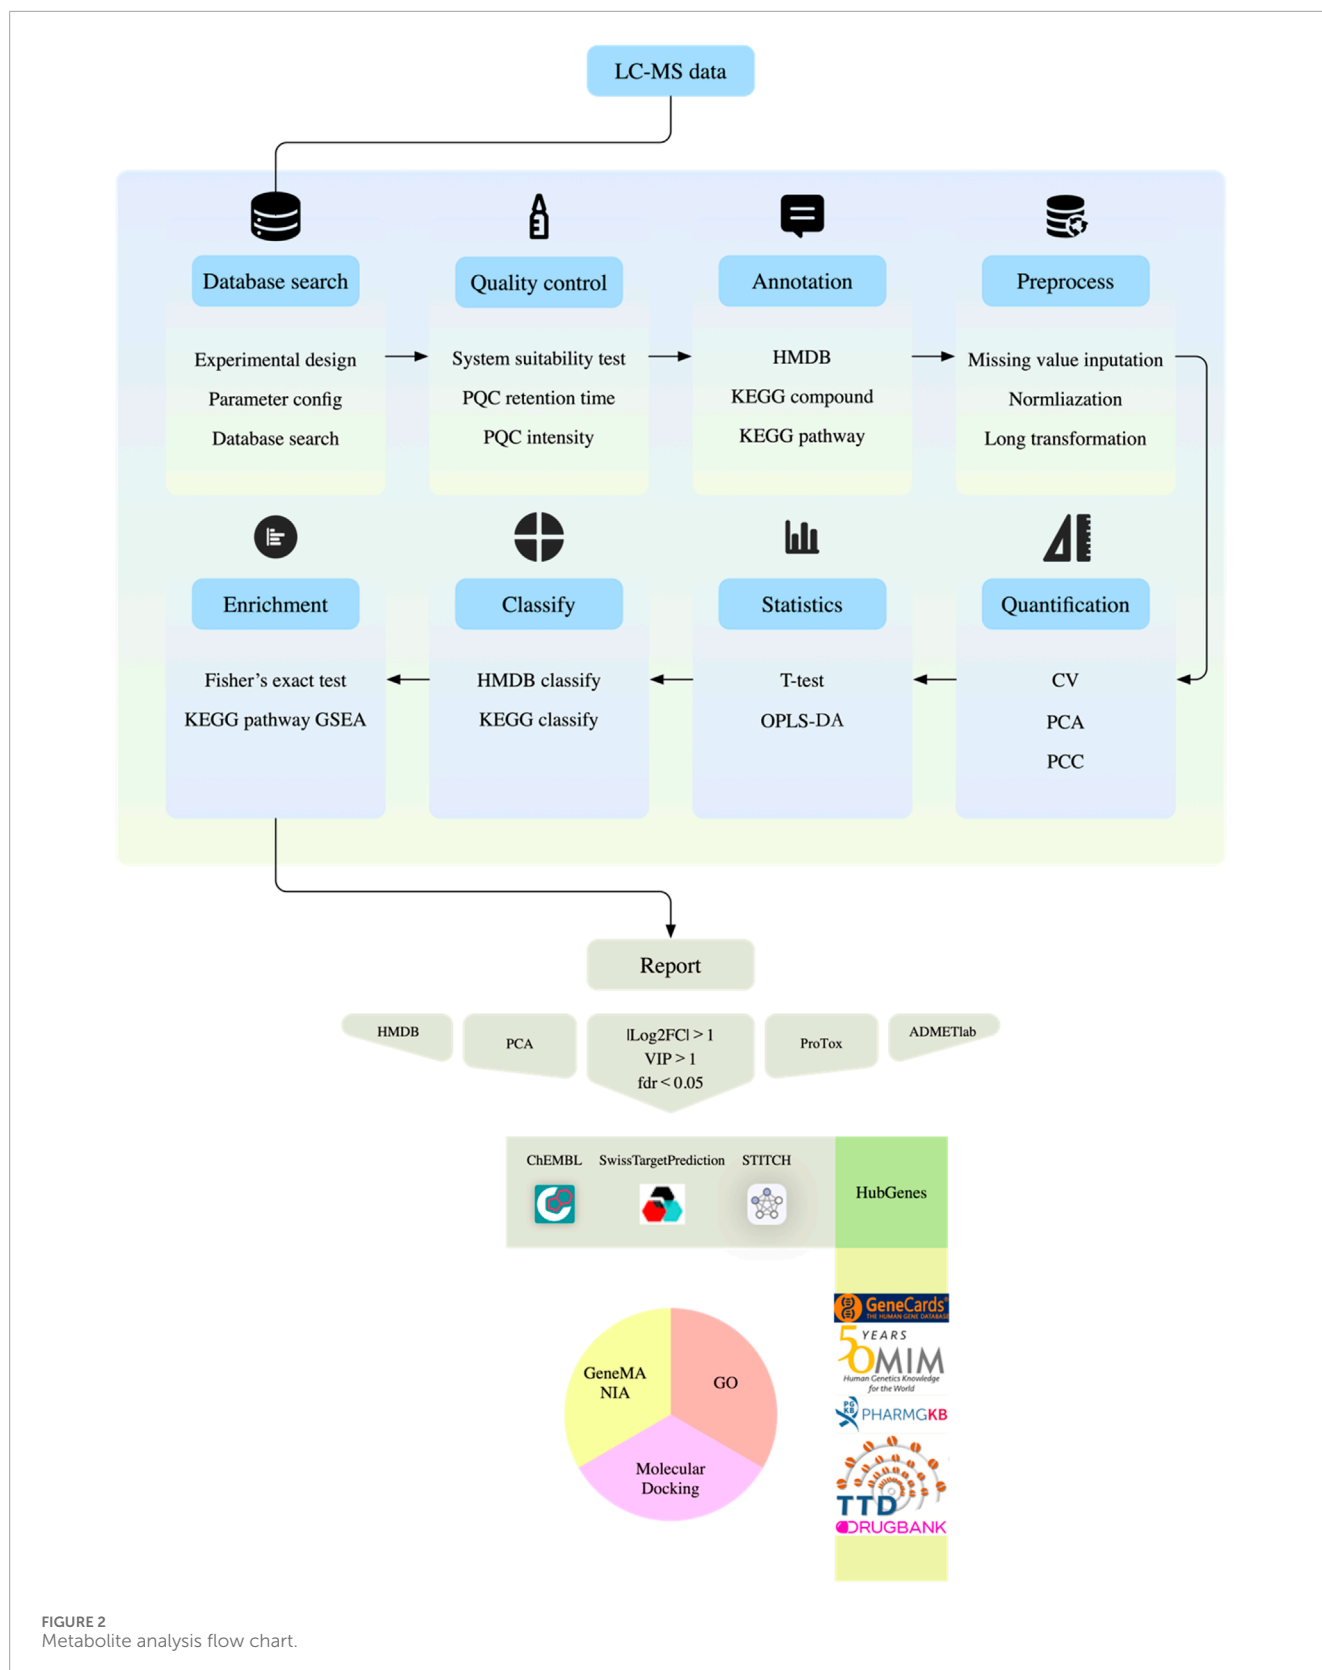 LC-MS data
Database search
Quality control
Annotation
Preprocess
Experimental design
Parameter config
Database search
System suitability test
PQC retention time
PQC intensity
HMDB
KEGG compound
KEGG pathway
Missing value inputation
Normliazation
Long transformation
Enrichment
Classify
Statistics
Quantification
Fisher's exact test
KEGG pathway GSEA
HMDB classify
KEGG classify
T-test
OPLS-DA
CV
PCA
PCC
Report
HMDB
PCA
|Log2FC| > 1
VIP > 1
fdr < 0.05
ProTox
ADMETlab
ChEMBL
SwissTargetPrediction
STITCH
HubGenes
GeneCards®
THE HUMAN GENE DATABASE
50 YEARS
OMIM
Human Genetics Knowledge
for the World
PGKB
PHARMGKB
TTD
DRUGBANK
GeneMA
NIA
GO
Molecular
Docking
FIGURE 2
Metabolite analysis flow chart.